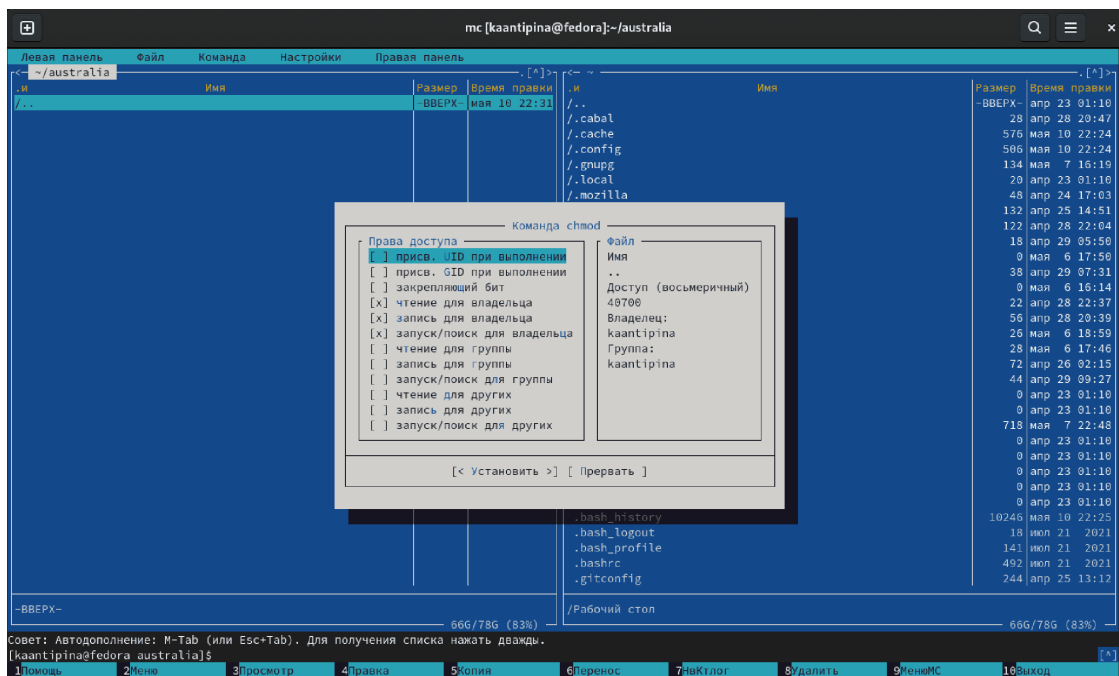 mc [kaantipina@fedora]:~/australia
Левая панель Файл Команда Настройки Правая панель
<— ~/australia .[^]>
.и Имя Размер Время правки
/.. -ВВЕРХ- мая 10 22:31
-ВВЕРХ-
66G/78G (83%)
<— ~ .[^]>
.и Имя Размер Время правки
/.. -ВВЕРХ- апр 23 01:10
/.cabal 28 апр 28 20:47
/.cache 576 мая 10 22:24
/.config 506 мая 10 22:24
/.gnupg 134 мая 7 16:19
/.local 20 апр 23 01:10
/.mozilla 48 апр 24 17:03
132 апр 25 14:51
122 апр 28 22:04
18 апр 29 05:50
0 мая 6 17:50
38 апр 29 07:31
0 мая 6 16:14
22 апр 28 22:37
56 апр 28 20:39
26 мая 6 18:59
28 мая 6 17:46
72 апр 26 02:15
44 апр 29 09:27
0 апр 23 01:10
0 апр 23 01:10
718 мая 7 22:48
0 апр 23 01:10
0 апр 23 01:10
0 апр 23 01:10
0 апр 23 01:10
0 апр 23 01:10
.bash_history 10246 мая 10 22:25
.bash_logout 18 июл 21 2021
.bash_profile 141 июл 21 2021
.bashrc 492 июл 21 2021
.gitconfig 244 апр 25 13:12
/Рабочий стол
66G/78G (83%)
Команда chmod
Права доступа
[ ] присв. UID при выполнении
[ ] присв. GID при выполнении
[ ] закрепляющий бит
[x] чтение для владельца
[x] запись для владельца
[x] запуск/поиск для владельца
[ ] чтение для группы
[ ] запись для группы
[ ] запуск/поиск для группы
[ ] чтение для других
[ ] запись для других
[ ] запуск/поиск для других
Файл
Имя
..
Доступ (восьмеричный)
40700
Владелец:
kaantipina
Группа:
kaantipina
[< Установить >] [ Прервать ]
Совет: Автодополнение: M-Tab (или Esc+Tab). Для получения списка нажать дважды.
[kaantipina@fedora australia]$ [^]
1Помощь 2Меню 3Просмотр 4Правка 5Копия 6Перенос 7НвКтлог 8Удалить 9МенюMC 10Выход